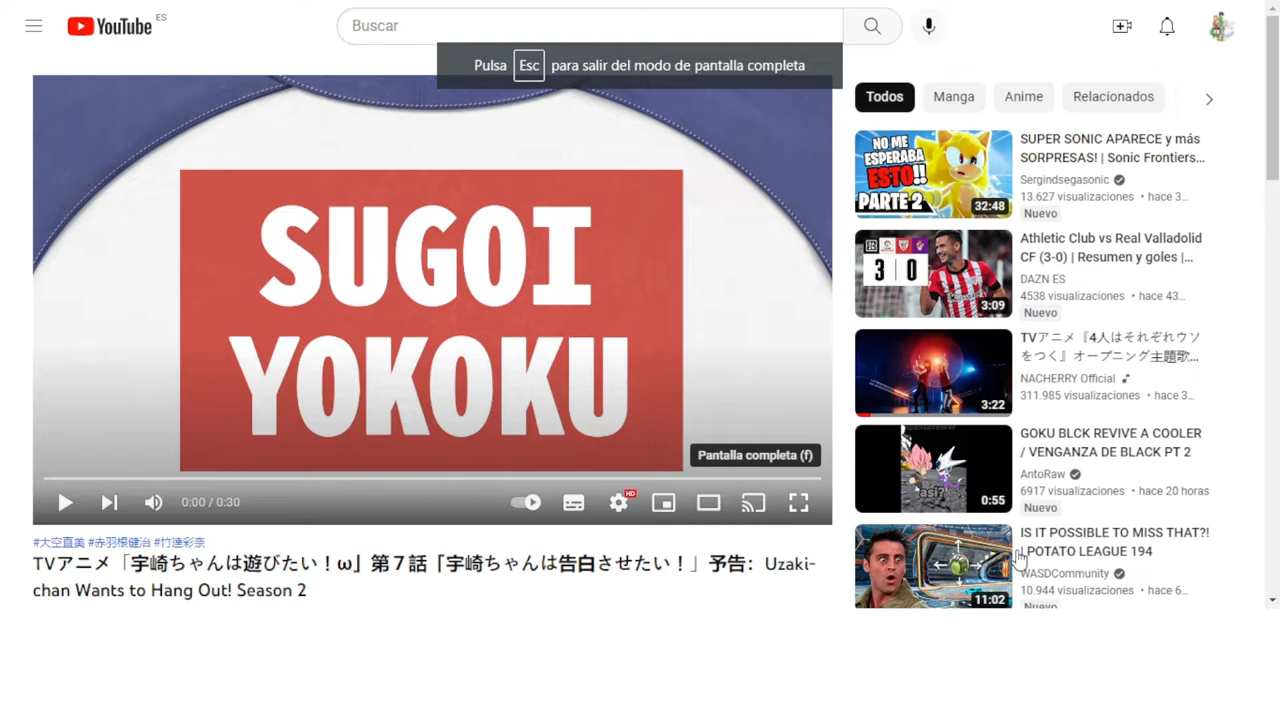 YouTube ES
Buscar
Pulsa Esc para salir del modo de pantalla completa
SUGOI
YOKOKU
Pantalla completa (f)
0:00 / 0:30
HD
#大空直美 #赤羽根健治 #竹達彩奈
TVアニメ「宇崎ちゃんは遊びたい！ω」第７話「宇崎ちゃんは告白させたい！」予告：Uzaki-
chan Wants to Hang Out! Season 2
Todos Manga Anime Relacionados
NO ME
ESPERABA
ESTO!!
PARTE 2
32:48
SUPER SONIC APARECE y más
SORPRESAS! | Sonic Frontiers...
Sergindsegasonic
13.627 visualizaciones • hace 3...
Nuevo
3 0
3:09
Athletic Club vs Real Valladolid
CF (3-0) | Resumen y goles |...
DAZN ES
4538 visualizaciones • hace 43...
Nuevo
3:22
TVアニメ『4人はそれぞれウソ
をつく』オープニング主題歌...
NACHERRY Official
311.985 visualizaciones • hace 3...
asi?
0:55
GOKU BLCK REVIVE A COOLER
/ VENGANZA DE BLACK PT 2
AntoRaw
6917 visualizaciones • hace 20 horas
Nuevo
11:02
IS IT POSSIBLE TO MISS THAT?!
POTATO LEAGUE 194
WASDCommunity
10.944 visualizaciones • hace 6...
Nuevo